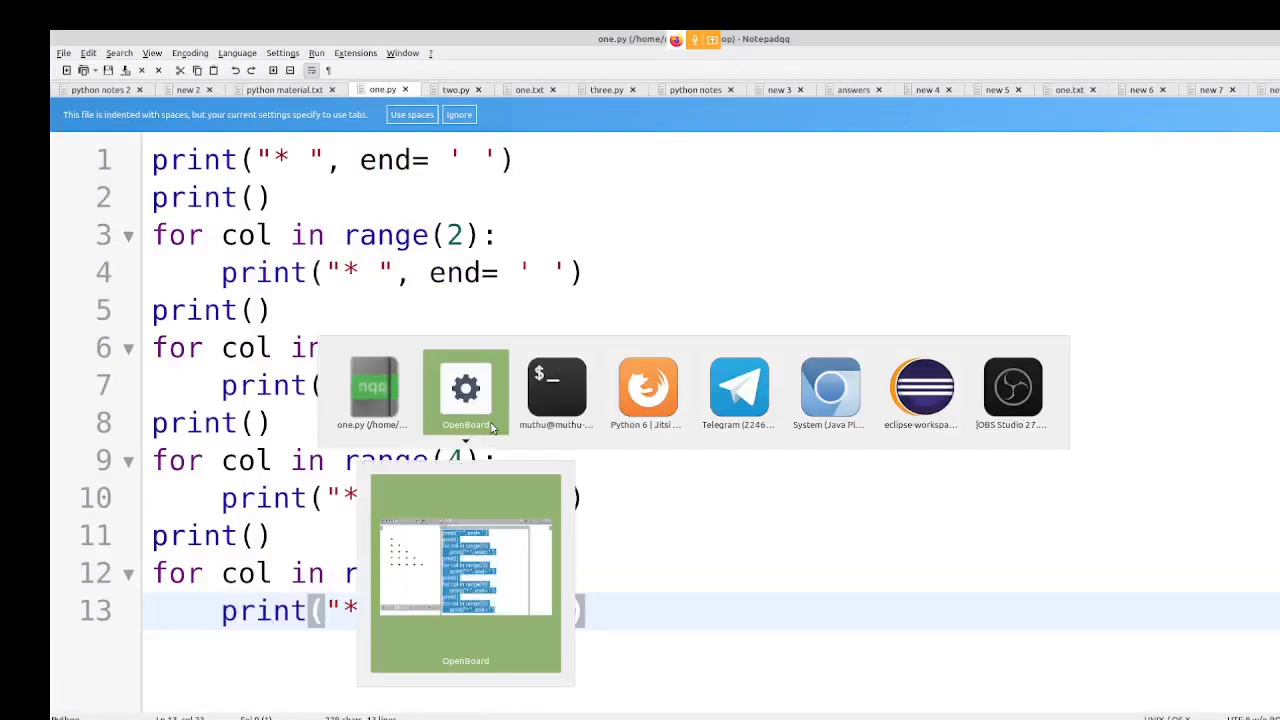 one.py (/home/ op) - Notepadqq
File Edit Search View Encoding Language Settings Run Extensions Window ?
python notes 2 new 2 python material.txt one.py two.py one.txt three.py python notes new 3 answers new 4 new 5 one.txt new 6 new 7
This file is indented with spaces, but your current settings specify to use tabs. Use spaces Ignore
1 print("* ", end= ' ')
2 print()
3 for col in range(2):
4 print("* ", end= ' ')
5 print()
6 for col in
7 print(
8 print()
9 for col in range(4):
10 print("* )
11 print()
12 for col in r
13 print("* )
nqq
$_
one.py (/home/... OpenBoard muthu@muthu-... Python 6 | Jitsi ... Telegram (2246... System (Java Pl... eclipse-workspa... |OBS Studio 27....
OpenBoard